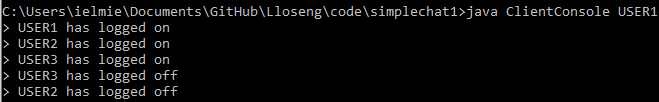 C:\Users\ielmie\Documents\GitHub\Lloseng\code\simplechat1>java ClientConsole USER1
> USER1 has logged on
> USER2 has logged on
> USER3 has logged on
> USER3 has logged off
> USER2 has logged off